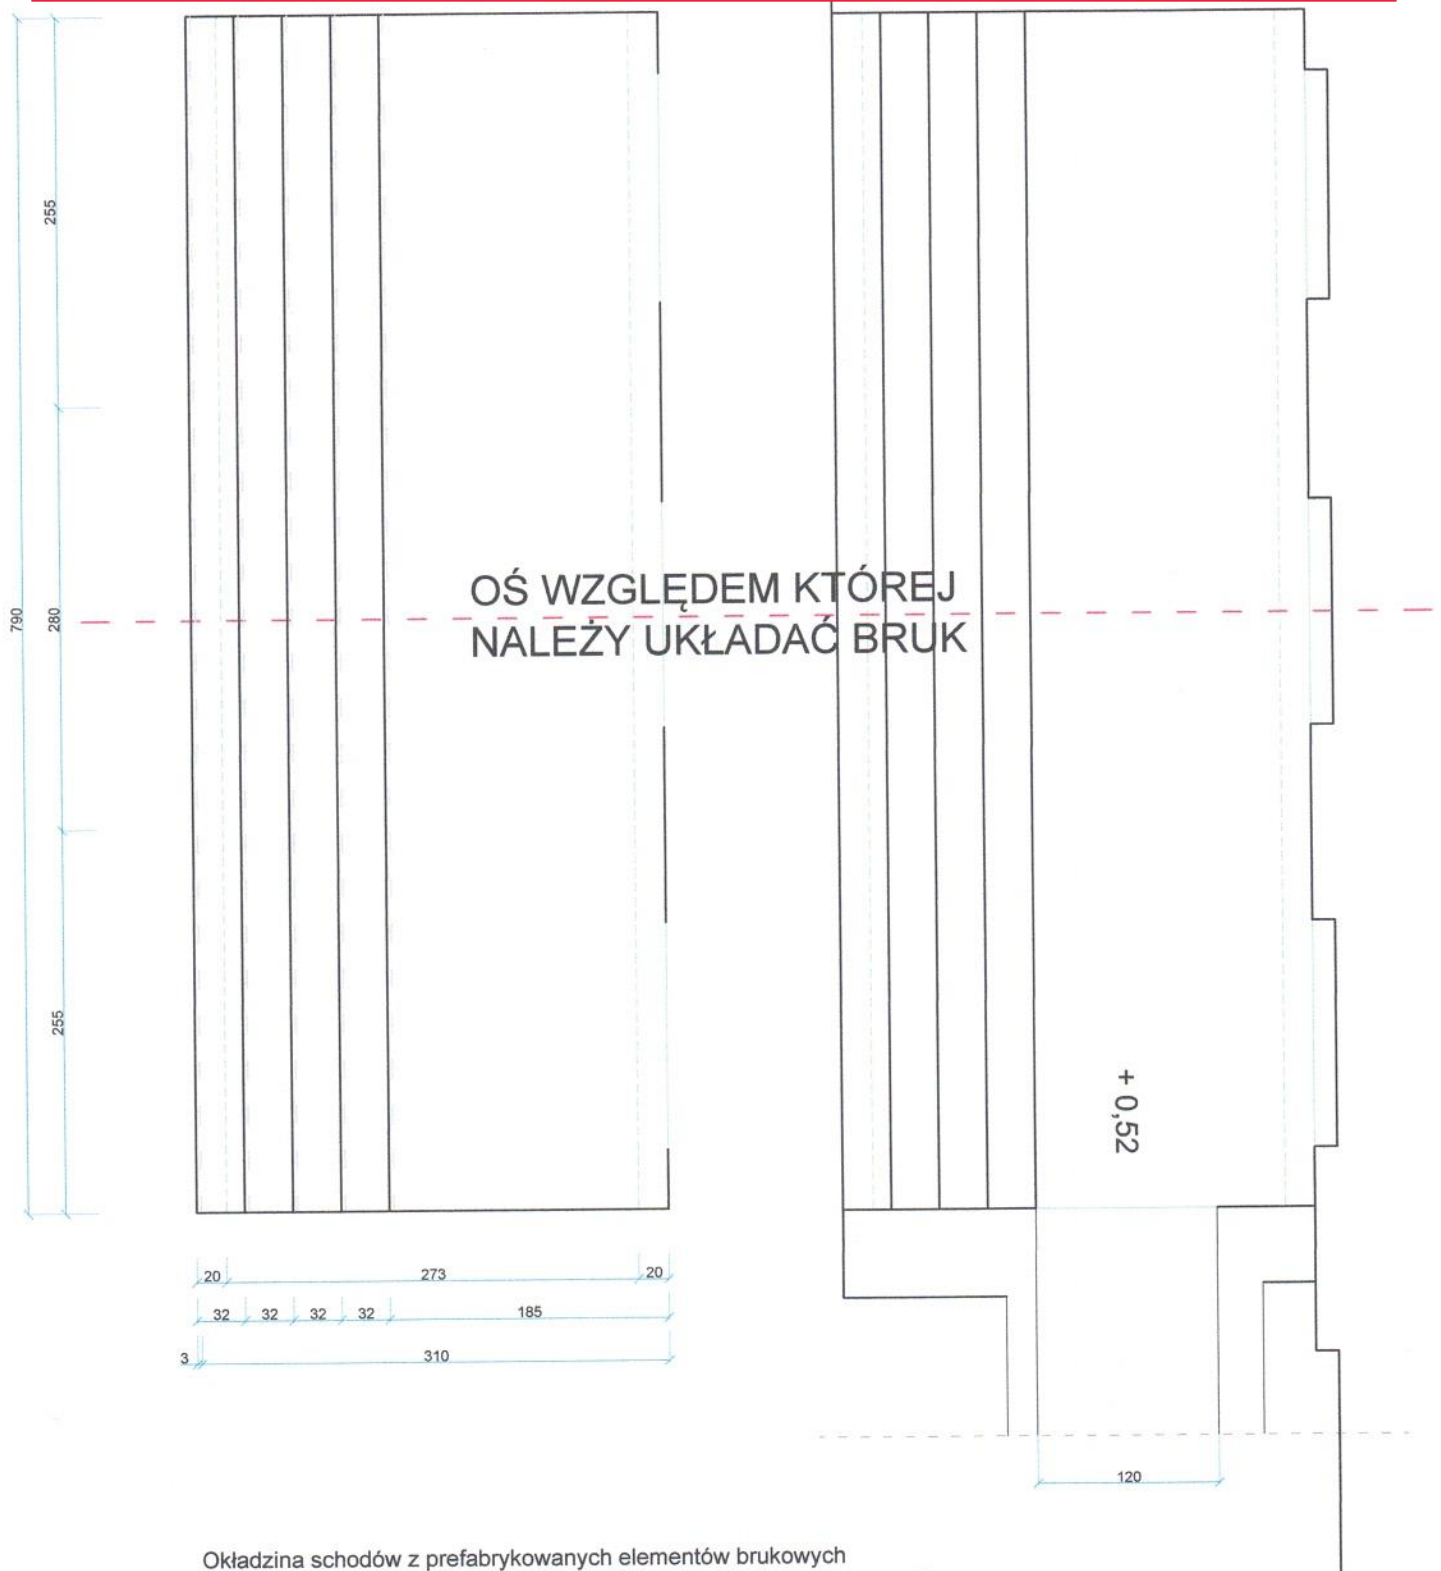 255
790
280
OŚ WZGLĘDEM KTÓREJ
NALEŻY UKŁADAĆ BRUK
255
+ 0,52
20 273 20
32 32 32 32 185
3 310
120
Okładzina schodów z prefabrykowanych elementów brukowych